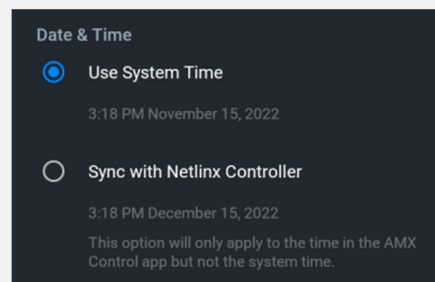 Date & Time
Use System Time
3:18 PM November 15, 2022
Sync with Netlinx Controller
3:18 PM December 15, 2022
This option will only apply to the time in the AMX
Control app but not the system time.